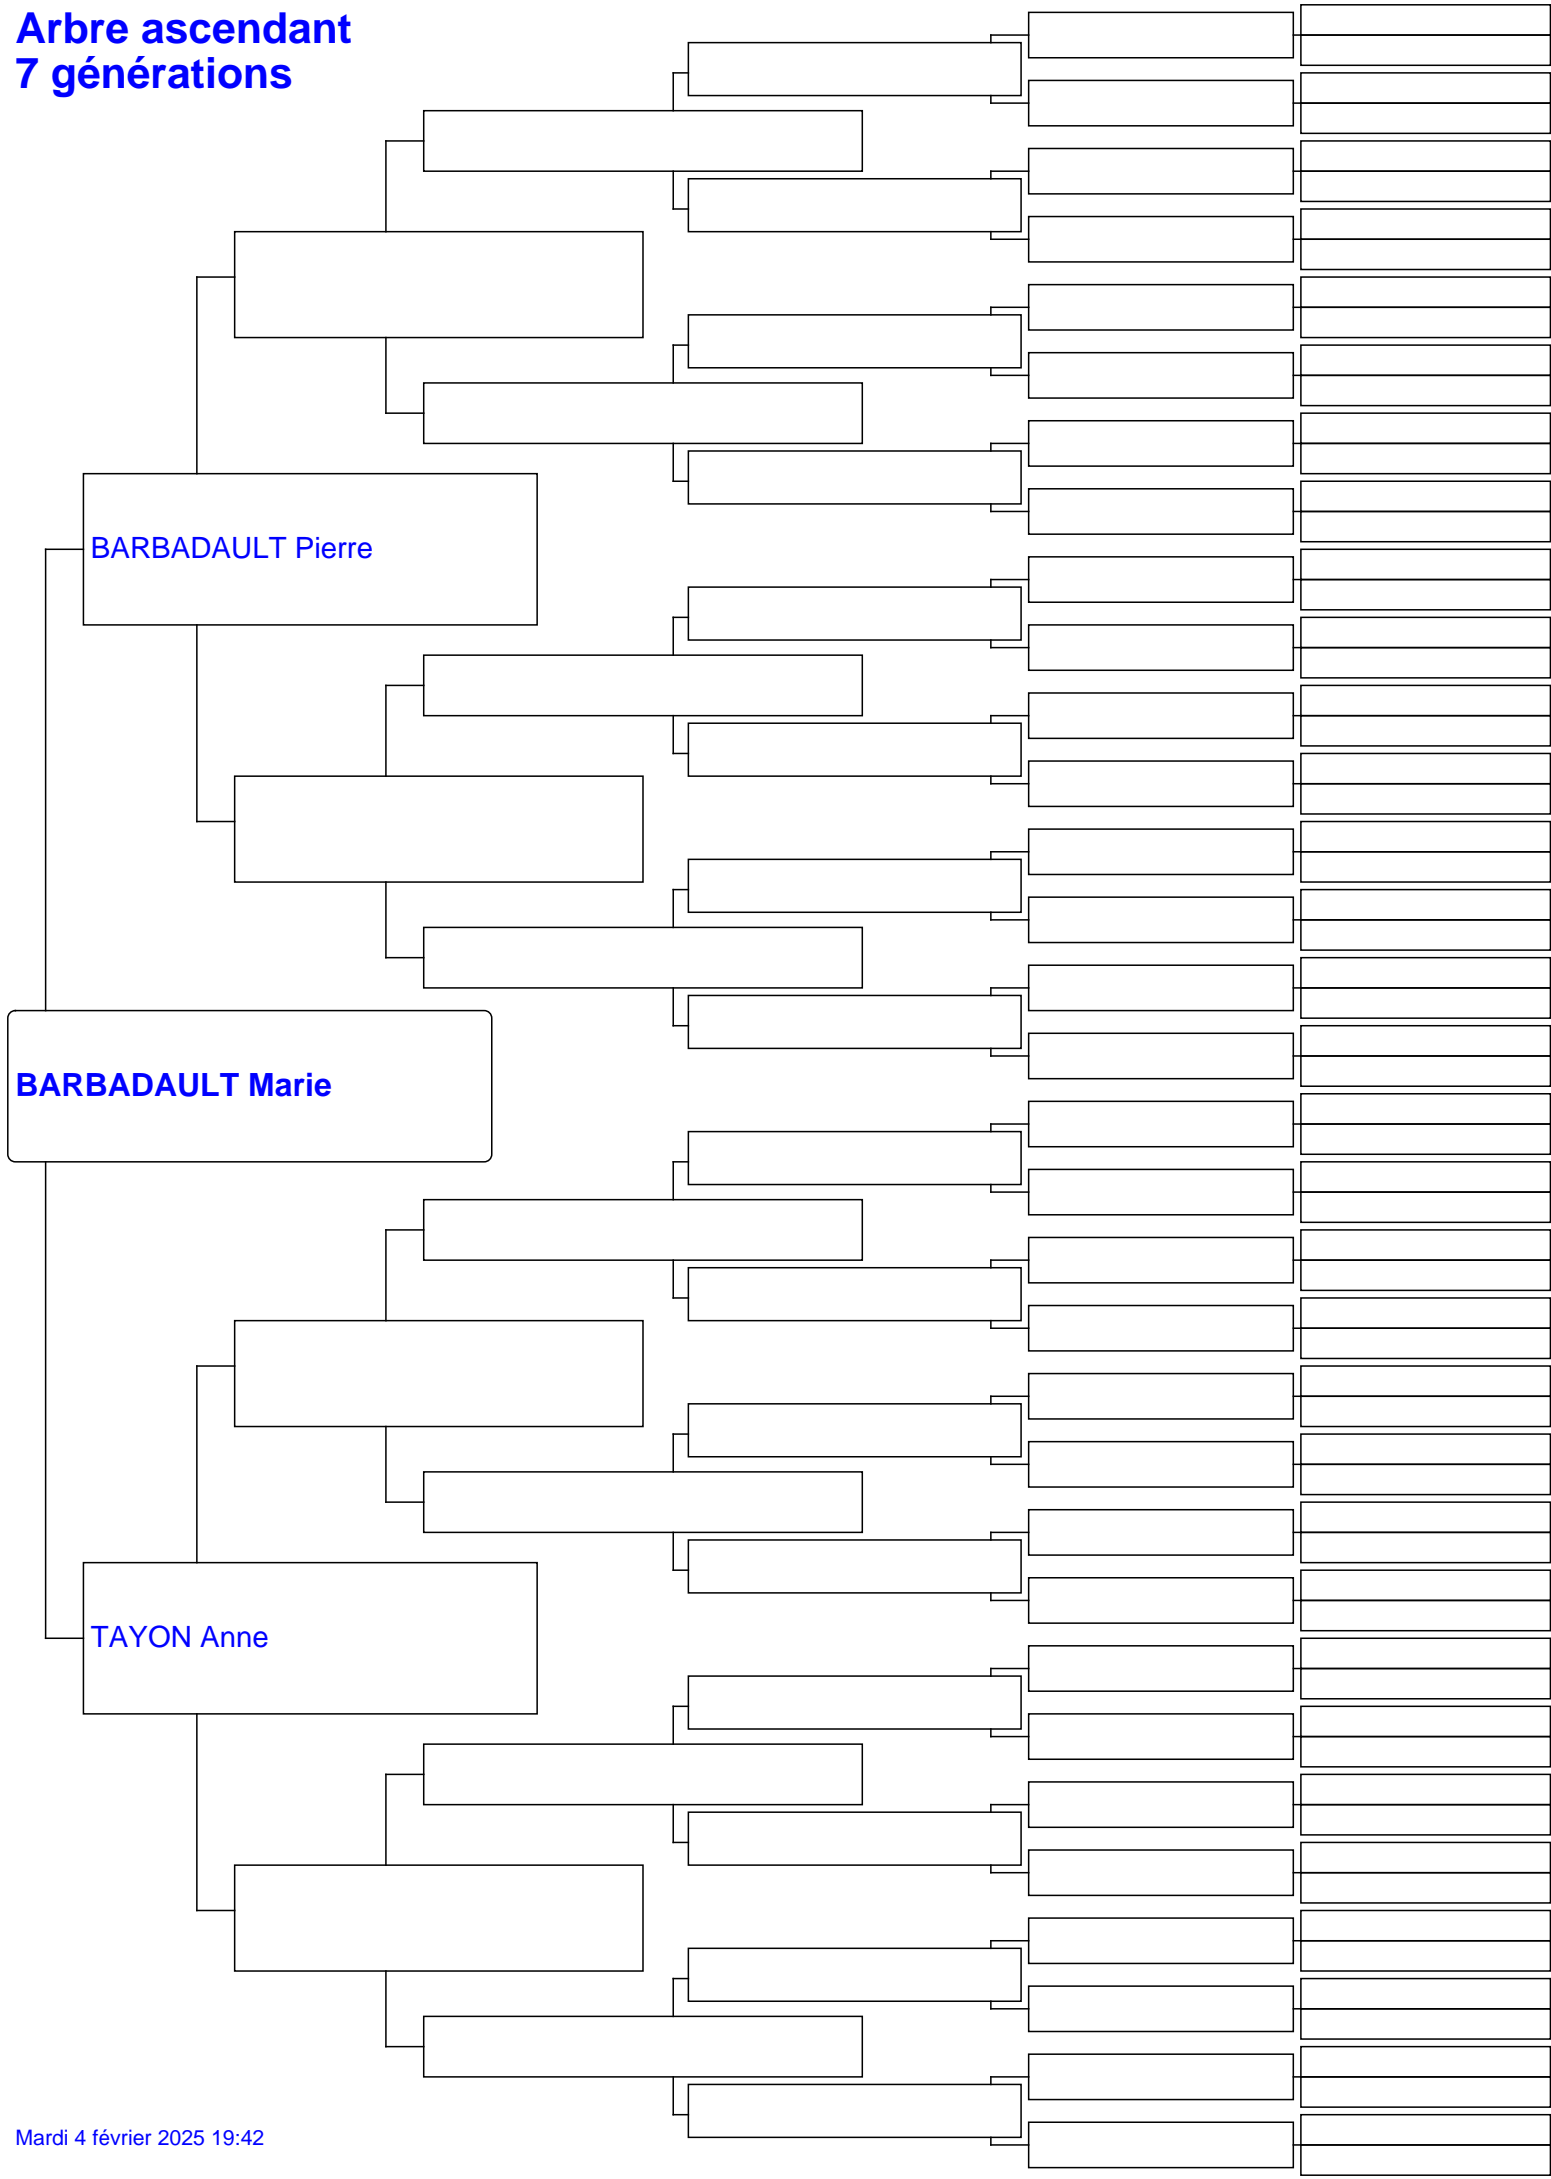 Arbre ascendant
7 générations
BARBADAULT Pierre
BARBADAULT Marie
TAYON Anne
Mardi 4 février 2025 19:42